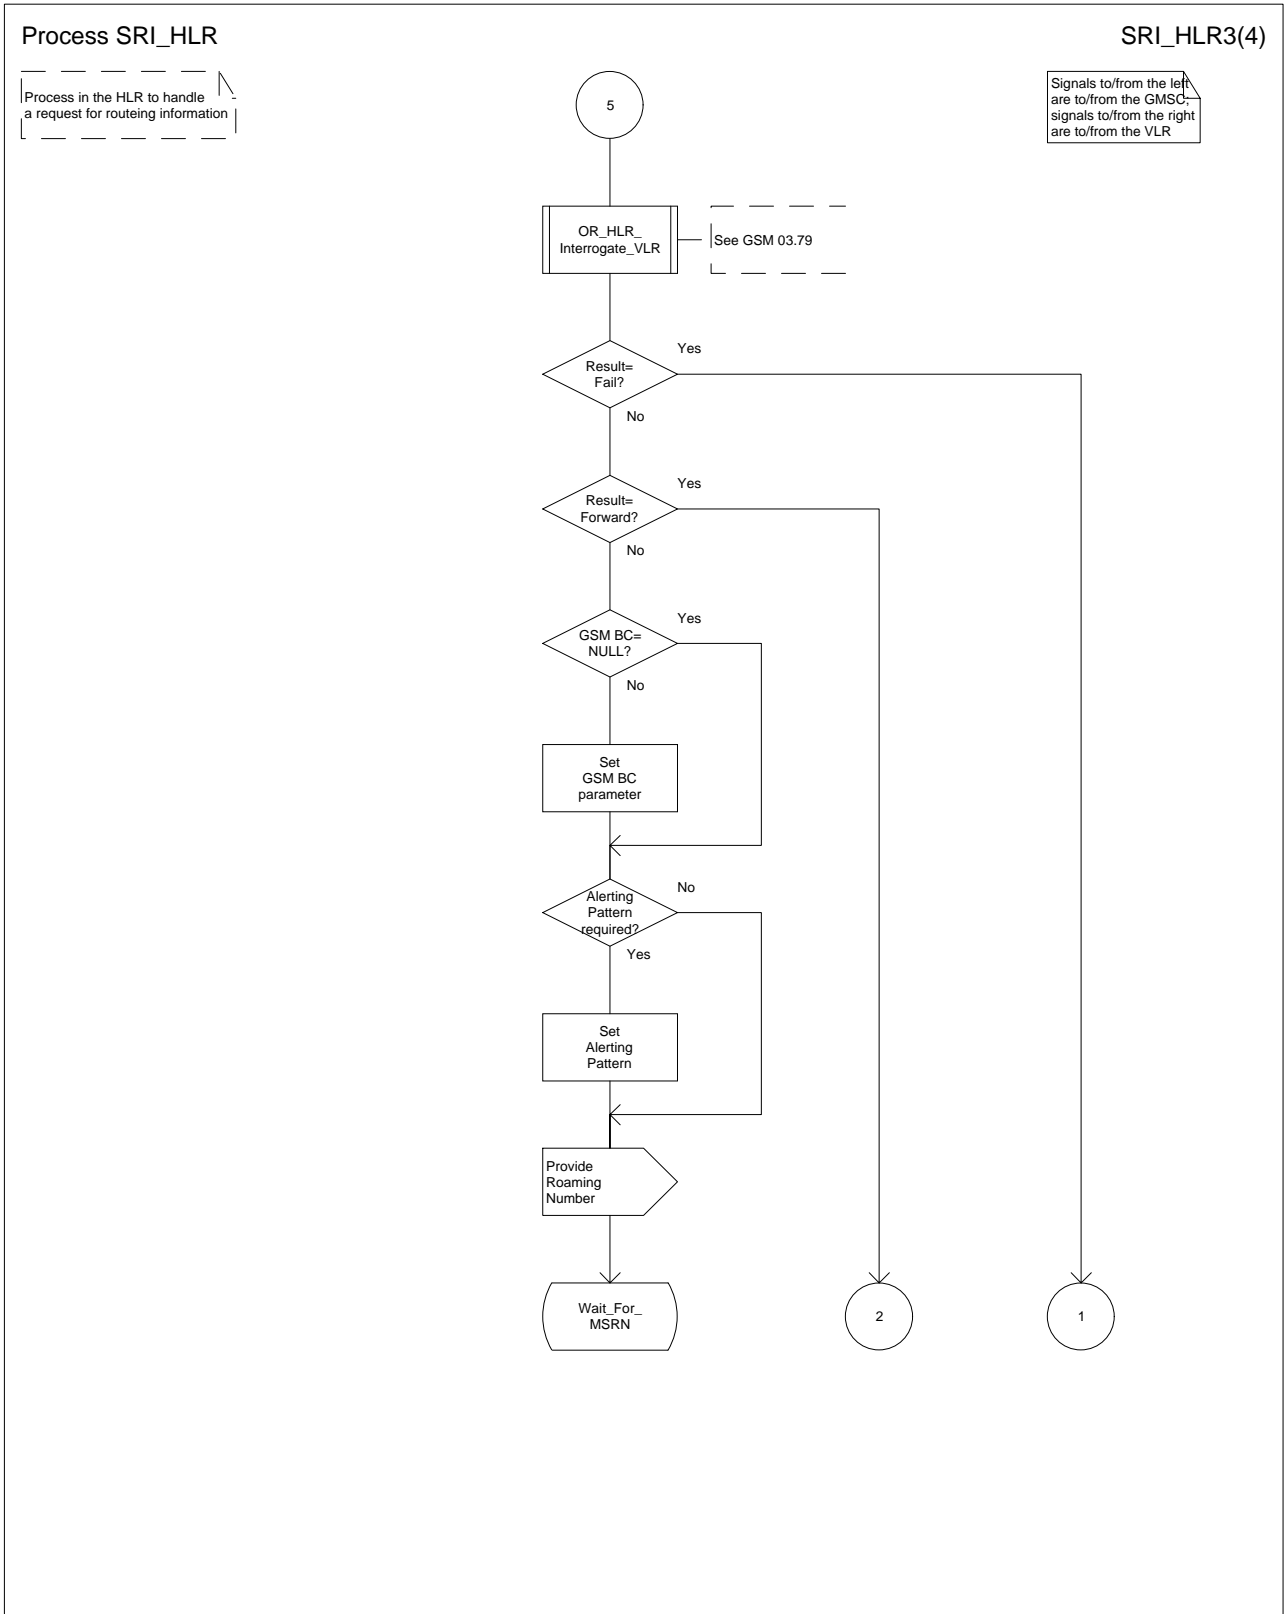 Process SRI_HLR
SRI_HLR3(4)
Process in the HLR to handle
a request for routeing information
Signals to/from the left
are to/from the GMSC;
signals to/from the right
are to/from the VLR
5
OR_HLR_
Interrogate_VLR
See GSM 03.79
Result=
Fail?
Yes
No
Result=
Forward?
Yes
No
GSM BC=
NULL?
Yes
No
Set
GSM BC
parameter
Alerting
Pattern
required?
No
Yes
Set
Alerting
Pattern
Provide
Roaming
Number
Wait_For_
MSRN
2
1